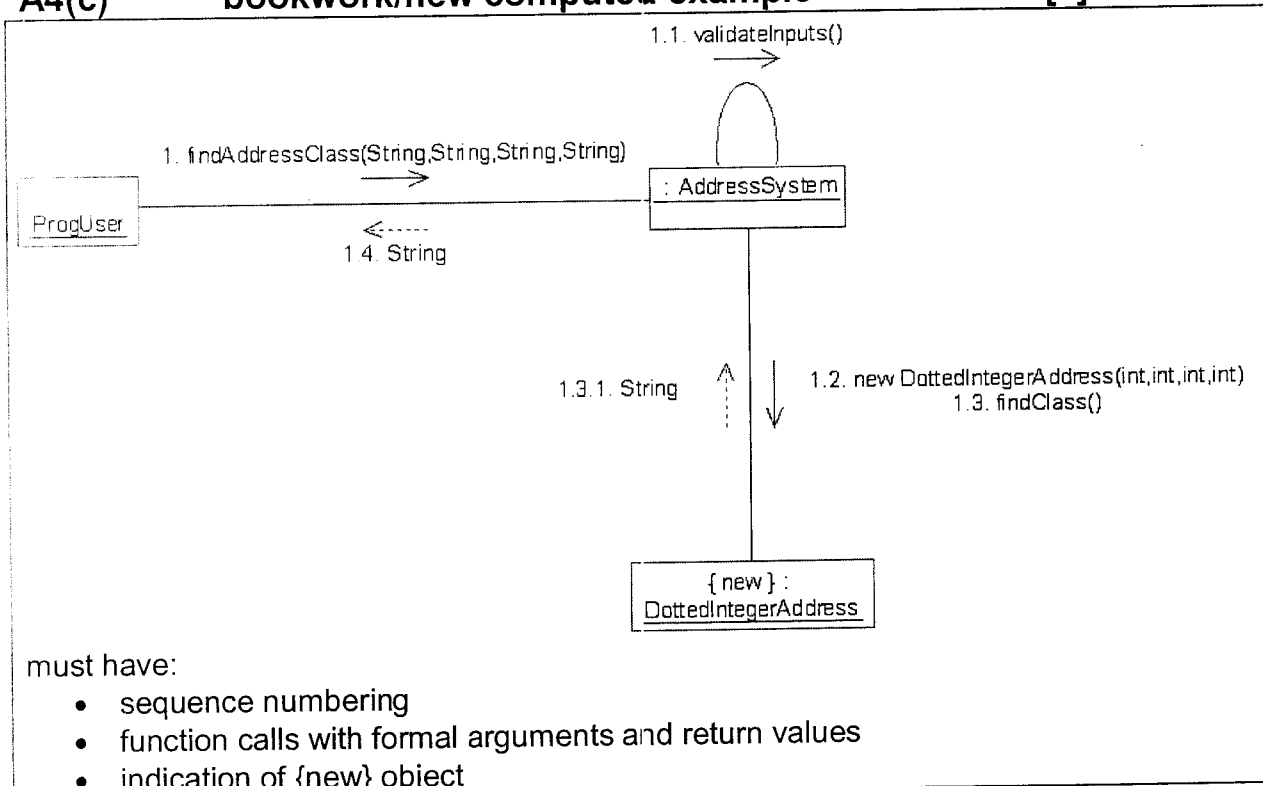 A4(c) bookwork/new computed example
1.1. validateInputs()
1. findAddressClass(String,String,String,String)
: AddressSystem
ProgUser
1.4. String
1.3.1. String
1.2. new DottedIntegerAddress(int,int,int,int)
1.3. findClass()
{new} :
DottedIntegerAddress
must have:
• sequence numbering
• function calls with formal arguments and return values
• indication of {new} object